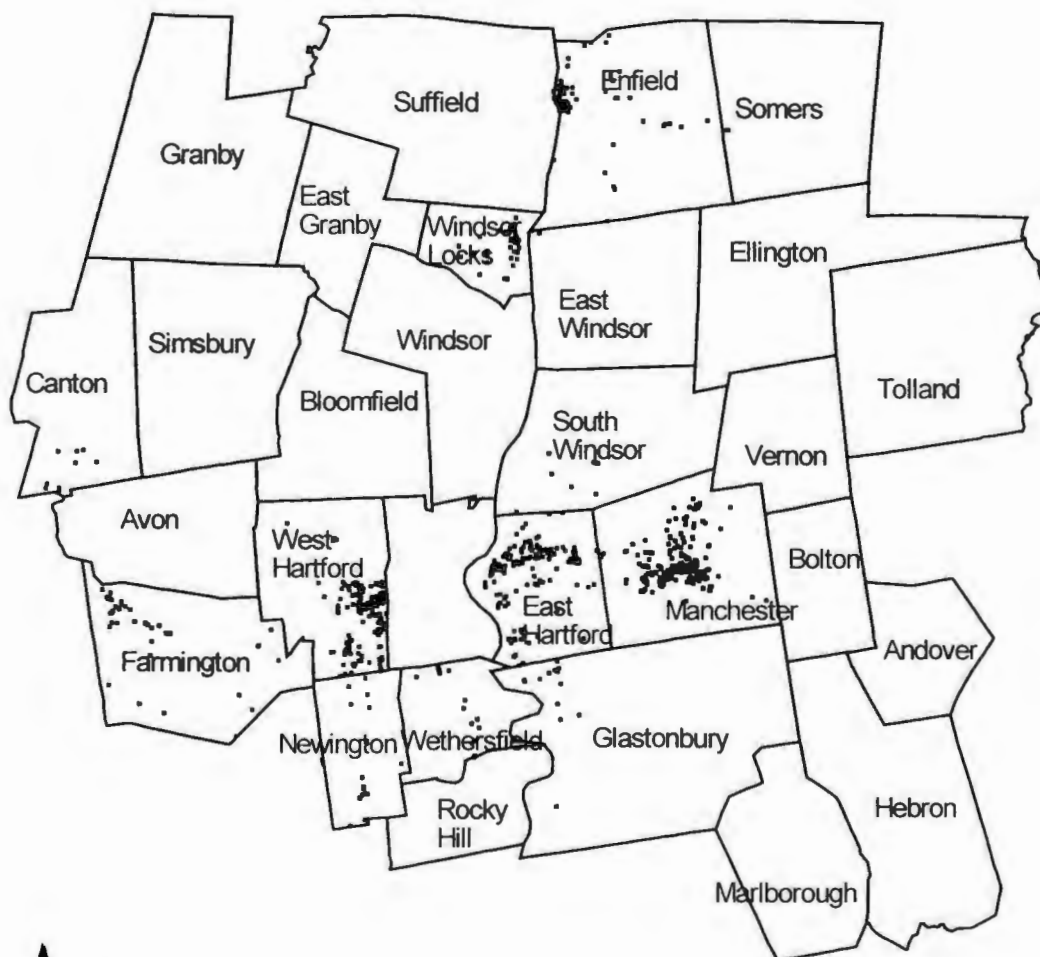 Enfield
Suffield
Somers
Granby
East
Granby
Windsor
Locks
Ellington
East
Windsor
Simsbury
Windsor
Canton
Bloomfield
Tolland
South
Windsor
Vernon
Avon
West
Hartford
Bolton
East
Hartford
Manchester
Farmington
Andover
Newington
Wethersfield
Glastonbury
Rocky
Hill
Hebron
Marlborough